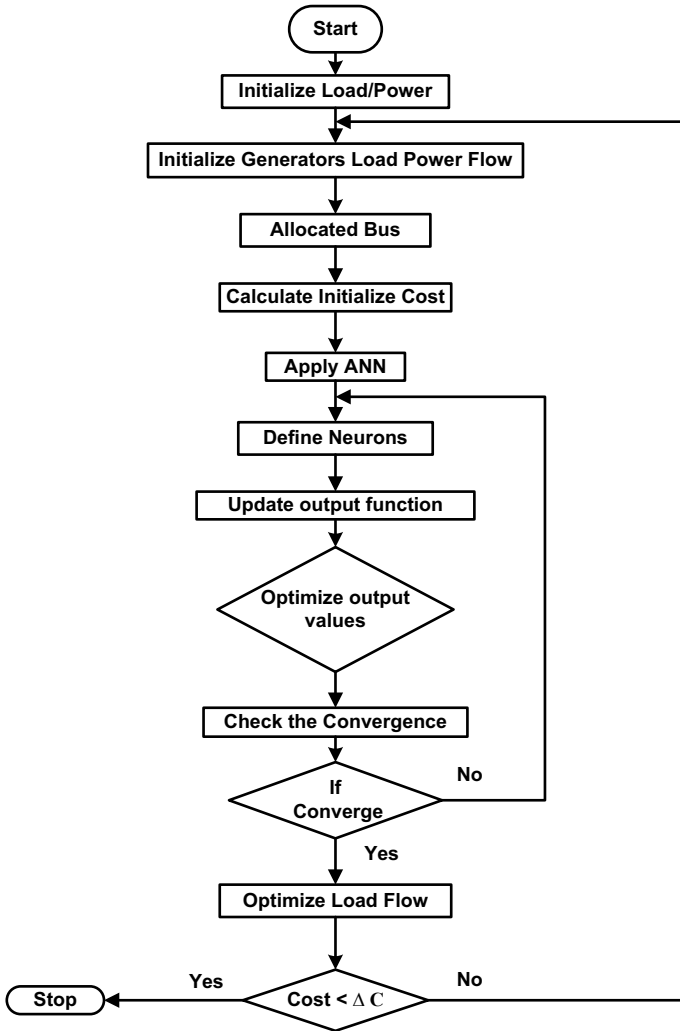 Start
Initialize Load/Power
Initialize Generators Load Power Flow
Allocated Bus
Calculate Initialize Cost
Apply ANN
Define Neurons
Update output function
Optimize output
values
Check the Convergence
If
Converge
No
Yes
Optimize Load Flow
Cost < Δ C
Yes
No
Stop